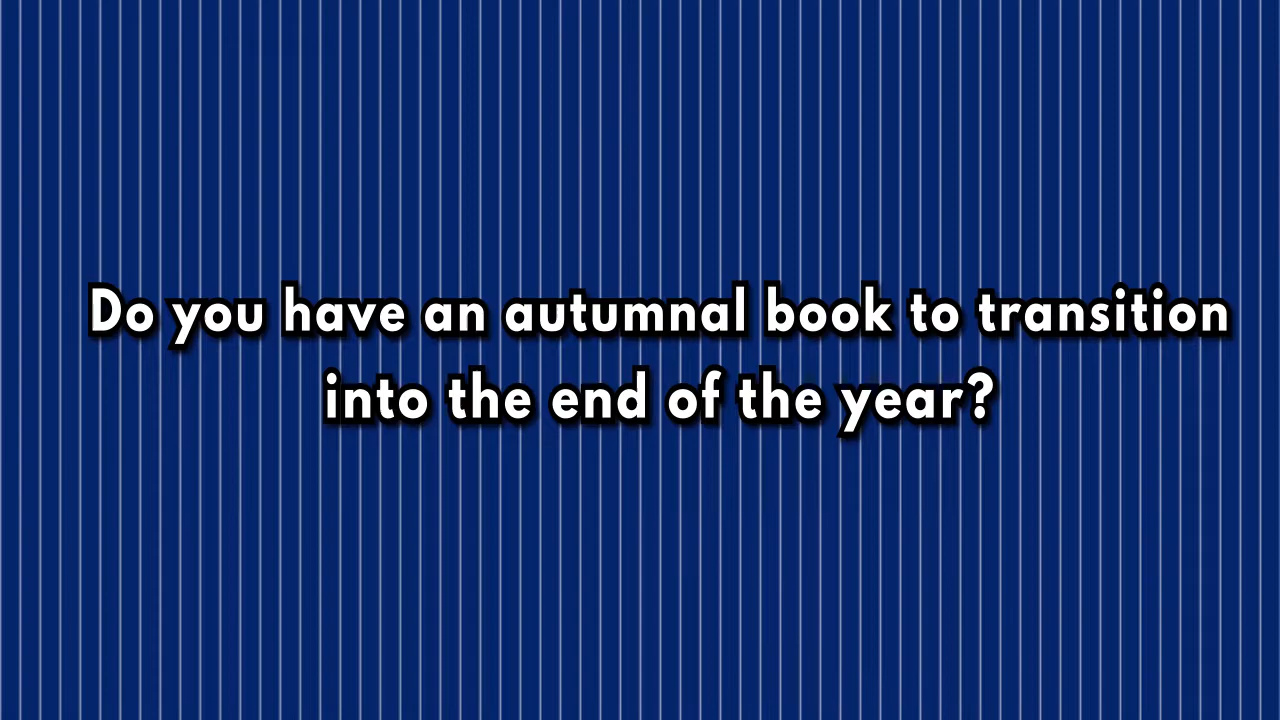 Do you have an autumnal book to transition
into the end of the year?